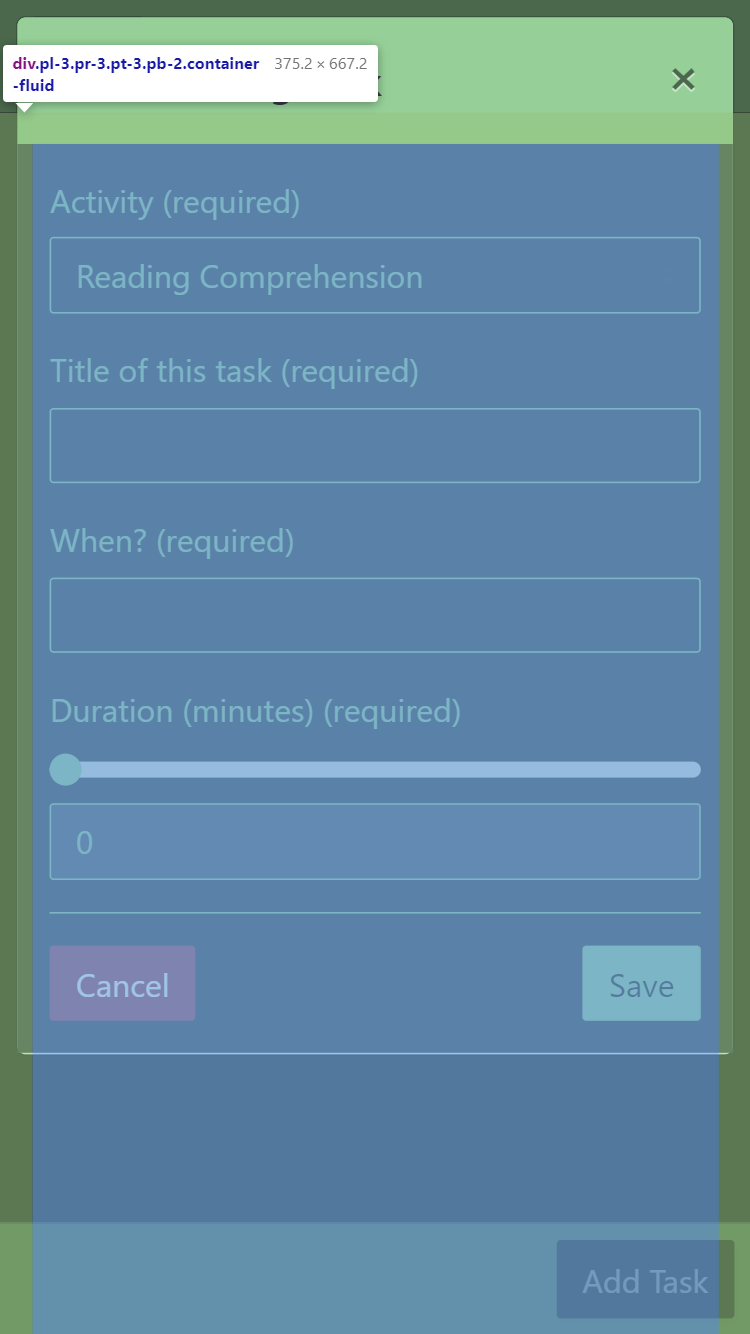 div.pl-3.pr-3.pt-3.pb-2.container 375.2 × 667.2
-fluid
Activity (required)
Reading Comprehension
Title of this task (required)
When? (required)
Duration (minutes) (required)
0
Cancel Save
Add Task